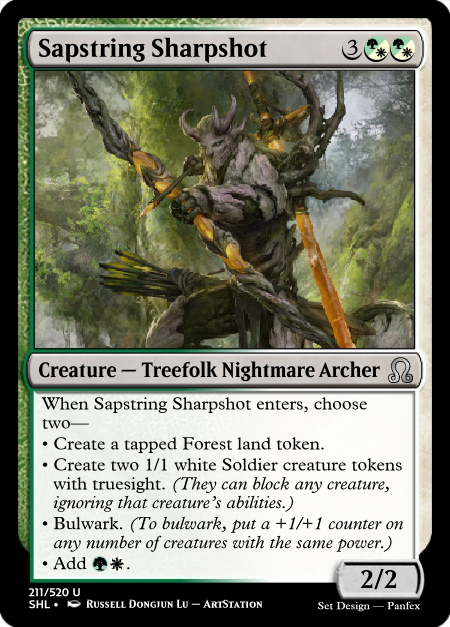 Sapstring Sharpshot 3
Creature — Treefolk Nightmare Archer
When Sapstring Sharpshot enters, choose
two—
• Create a tapped Forest land token.
• Create two 1/1 white Soldier creature tokens
with truesight. (They can block any creature,
ignoring that creature's abilities.)
• Bulwark. (To bulwark, put a +1/+1 counter on
any number of creatures with the same power.)
• Add .
2/2
211/520 U
SHL • Russell Dongjun Lu — ArtStation
Set Design — Panfex